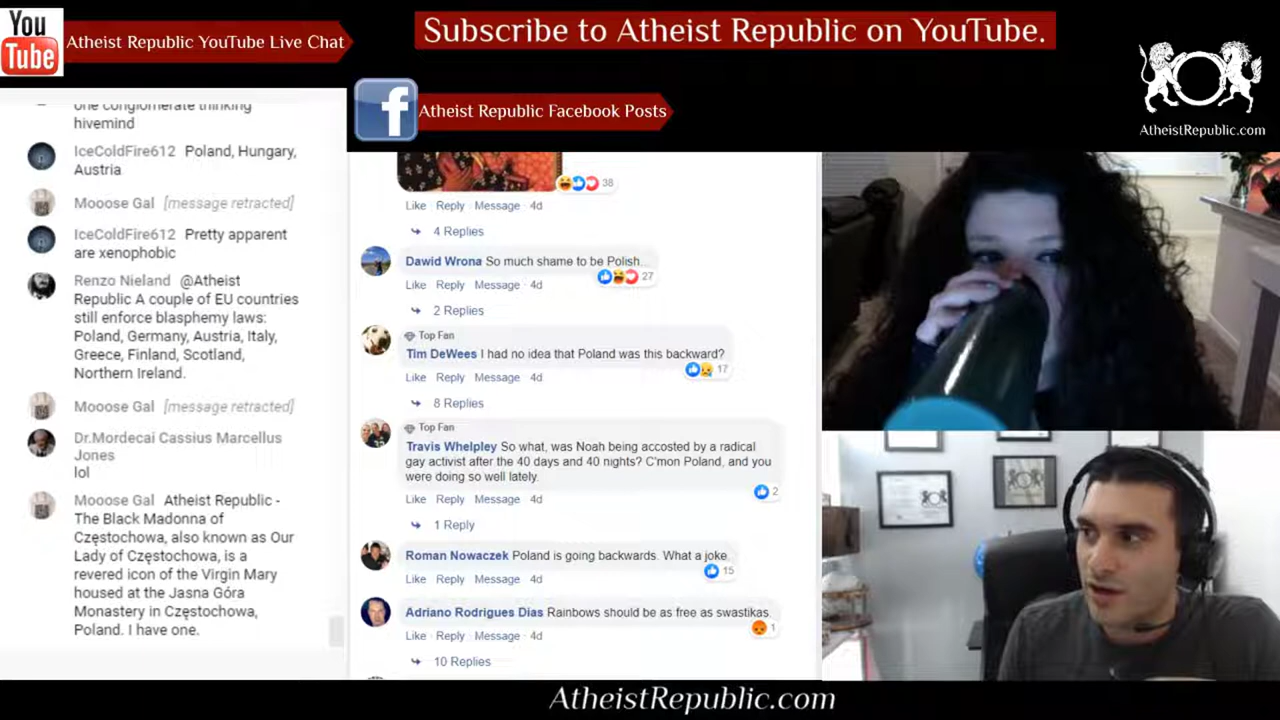 You
Tube
Atheist Republic YouTube Live Chat
Subscribe to Atheist Republic on YouTube.
AtheistRepublic.com
f
Atheist Republic Facebook Posts
one conglomerate thinking
hivemind
IceColdFire612 Poland, Hungary,
Austria
Mooose Gal [message retracted]
IceColdFire612 Pretty apparent
are xenophobic
Renzo Nieland @Atheist
Republic A couple of EU countries
still enforce blasphemy laws:
Poland, Germany, Austria, Italy,
Greece, Finland, Scotland,
Northern Ireland.
Mooose Gal [message retracted]
Dr.Mordecai Cassius Marcellus
Jones
lol
Mooose Gal Atheist Republic -
The Black Madonna of
Częstochowa, also known as Our
Lady of Częstochowa, is a
revered icon of the Virgin Mary
housed at the Jasna Góra
Monastery in Częstochowa,
Poland. I have one.
38
Like Reply Message 4d
4 Replies
Dawid Wrona So much shame to be Polish...
27
Like Reply Message 4d
2 Replies
Top Fan
Tim DeWees I had no idea that Poland was this backward?
17
Like Reply Message 4d
8 Replies
Top Fan
Travis Whelpley So what, was Noah being accosted by a radical
gay activist after the 40 days and 40 nights? C'mon Poland, and you
were doing so well lately.
2
Like Reply Message 4d
1 Reply
Roman Nowaczek Poland is going backwards. What a joke.
15
Like Reply Message 4d
Adriano Rodrigues Dias Rainbows should be as free as swastikas.
1
Like Reply Message 4d
10 Replies
AtheistRepublic.com